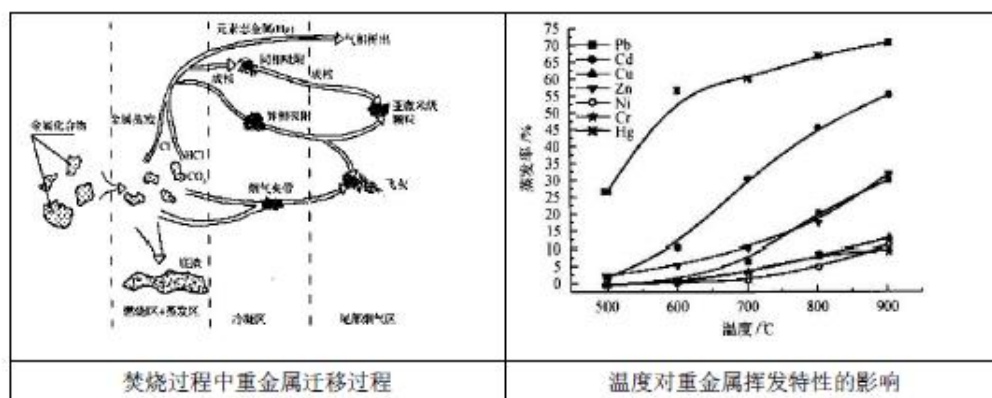 元素态金属(Hg)
气相析出
成核
同相吸附
成核
金属化合物
金属蒸发
Cl
HCl
CO₂
异相吸附
亚微米级
颗粒
烟气夹带
飞灰
底渣
燃烧区+蒸发区
冷凝区
尾部烟气区
焚烧过程中重金属迁移过程
75
70
65
60
55
50
45
40
35
30
25
20
15
10
5
0
蒸发率/%
Pb
Cd
Cu
Zn
Ni
Cr
Hg
500
600
700
800
900
温度/℃
温度对重金属挥发特性的影响